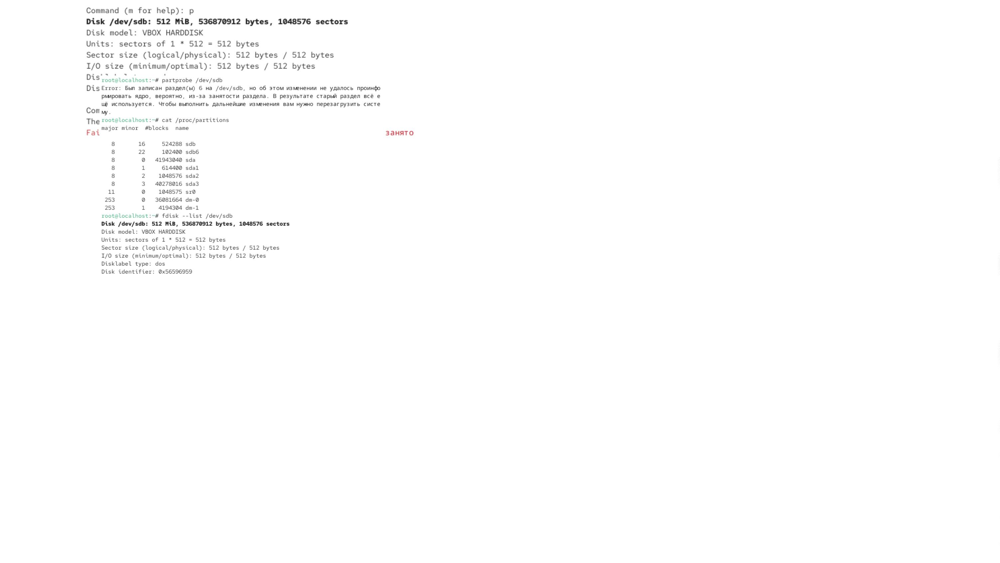 Command (m for help): p
Disk /dev/sdb: 512 MiB, 536870912 bytes, 1048576 sectors
Disk model: VBOX HARDDISK
Units: sectors of 1 * 512 = 512 bytes
Sector size (logical/physical): 512 bytes / 512 bytes
I/O size (minimum/optimal): 512 bytes / 512 bytes
Dis
root@localhost:~# partprobe /dev/sdb
Dis
Error: Был записан раздел(ы) 6 на /dev/sdb, но об этом изменении не удалось проинфо
рмировать ядро, вероятно, из-за занятости раздела. В результате старый раздел всё е
щё используется. Чтобы выполнить дальнейшие изменения вам нужно перезагрузить систе
Com
му.
root@localhost:~# cat /proc/partitions
The
major minor  #blocks  name
Fai занято
8 16 524288 sdb
8 22 102400 sdb6
8 0 41943040 sda
8 1 614400 sda1
8 2 1048576 sda2
8 3 40278016 sda3
11 0 1048575 sr0
253 0 36081664 dm-0
253 1 4194304 dm-1
root@localhost:~# fdisk --list /dev/sdb
Disk /dev/sdb: 512 MiB, 536870912 bytes, 1048576 sectors
Disk model: VBOX HARDDISK
Units: sectors of 1 * 512 = 512 bytes
Sector size (logical/physical): 512 bytes / 512 bytes
I/O size (minimum/optimal): 512 bytes / 512 bytes
Disklabel type: dos
Disk identifier: 0x56596959